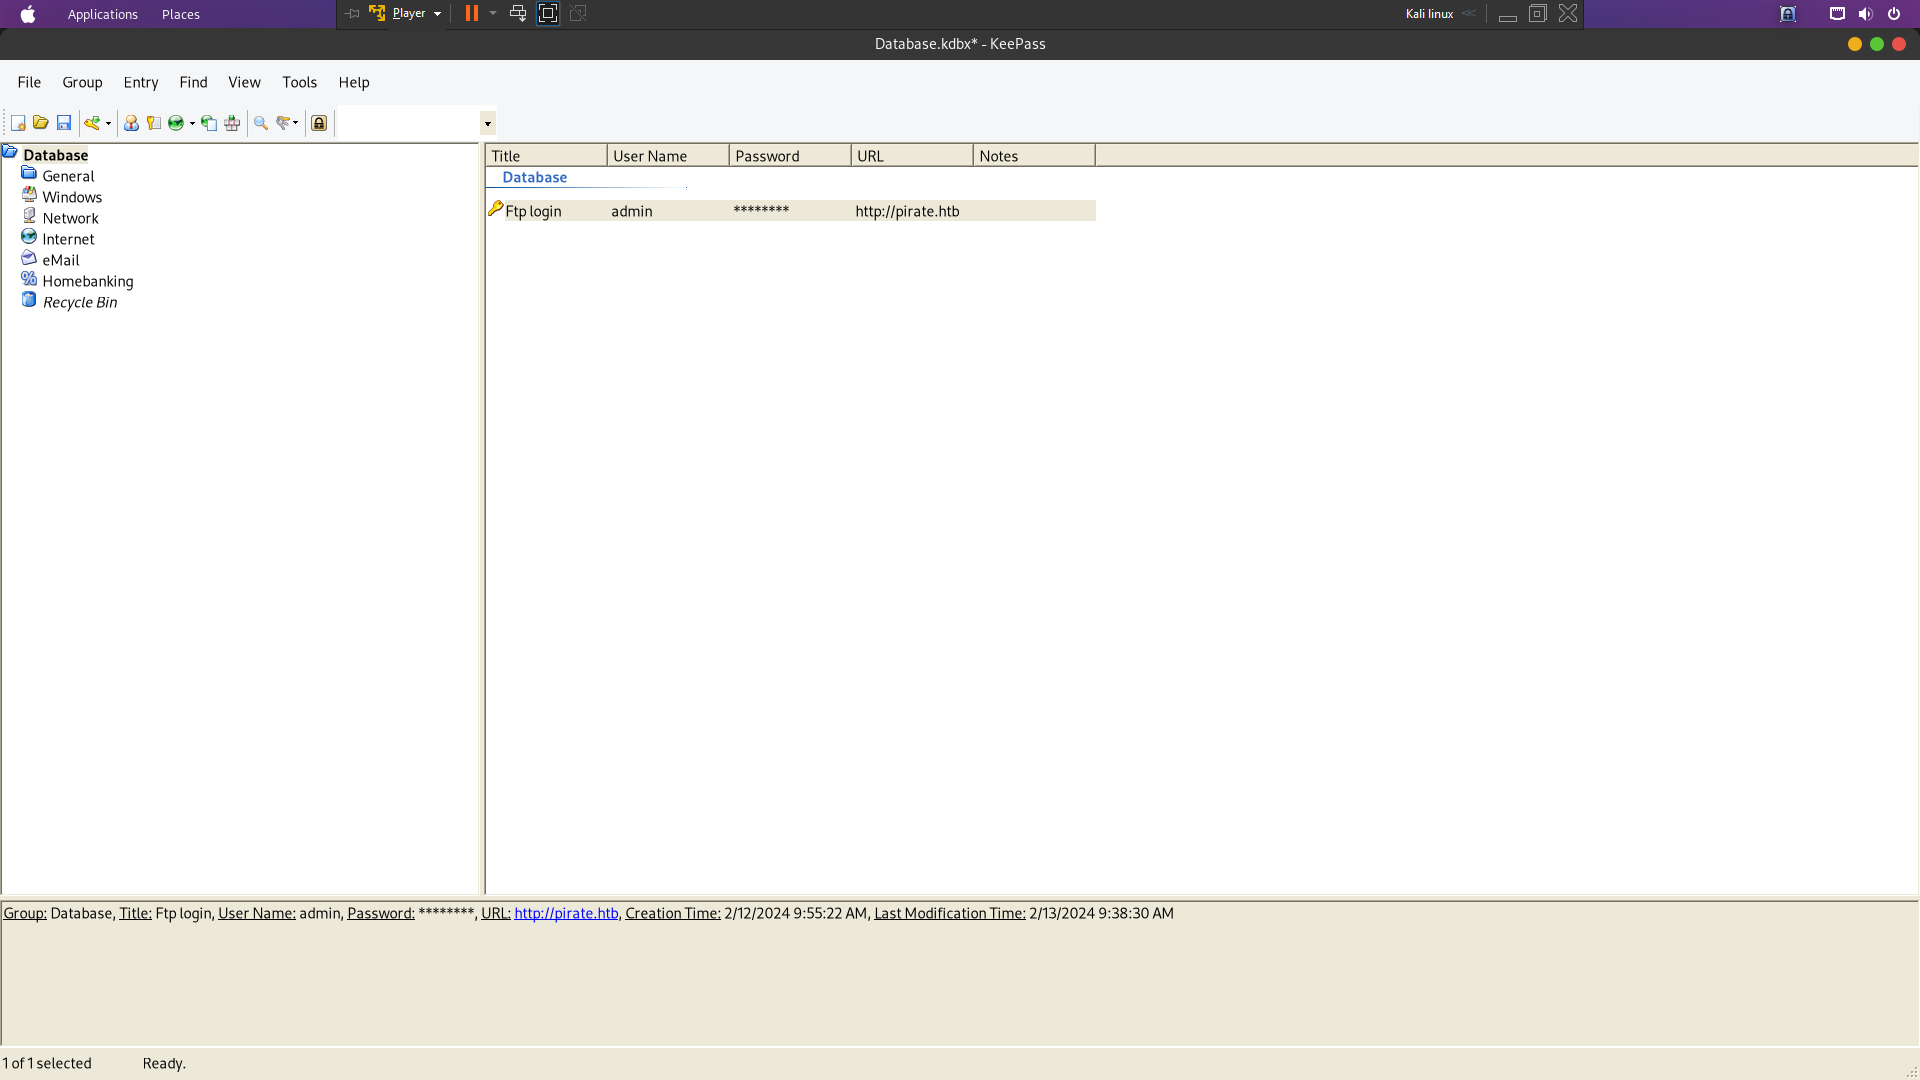 Applications Places Player Kali linux
Database.kdbx* - KeePass
File Group Entry Find View Tools Help
Database
General
Windows
Network
Internet
eMail
Homebanking
Recycle Bin
Title User Name Password URL Notes
Database
Ftp login admin ******** http://pirate.htb
Group: Database, Title: Ftp login, User Name: admin, Password: ********, URL: http://pirate.htb, Creation Time: 2/12/2024 9:55:22 AM, Last Modification Time: 2/13/2024 9:38:30 AM
1 of 1 selected Ready.